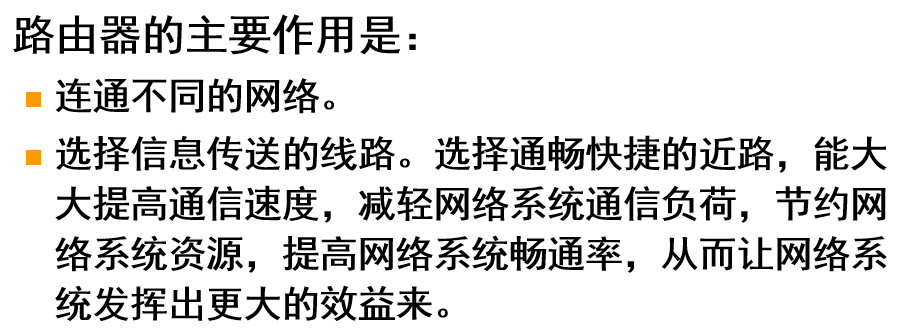 路由器的主要作用是：
连通不同的网络。
选择信息传送的线路。选择通畅快捷的近路，能大
大提高通信速度，减轻网络系统通信负荷，节约网
络系统资源，提高网络系统畅通率，从而让网络系
统发挥出更大的效益来。